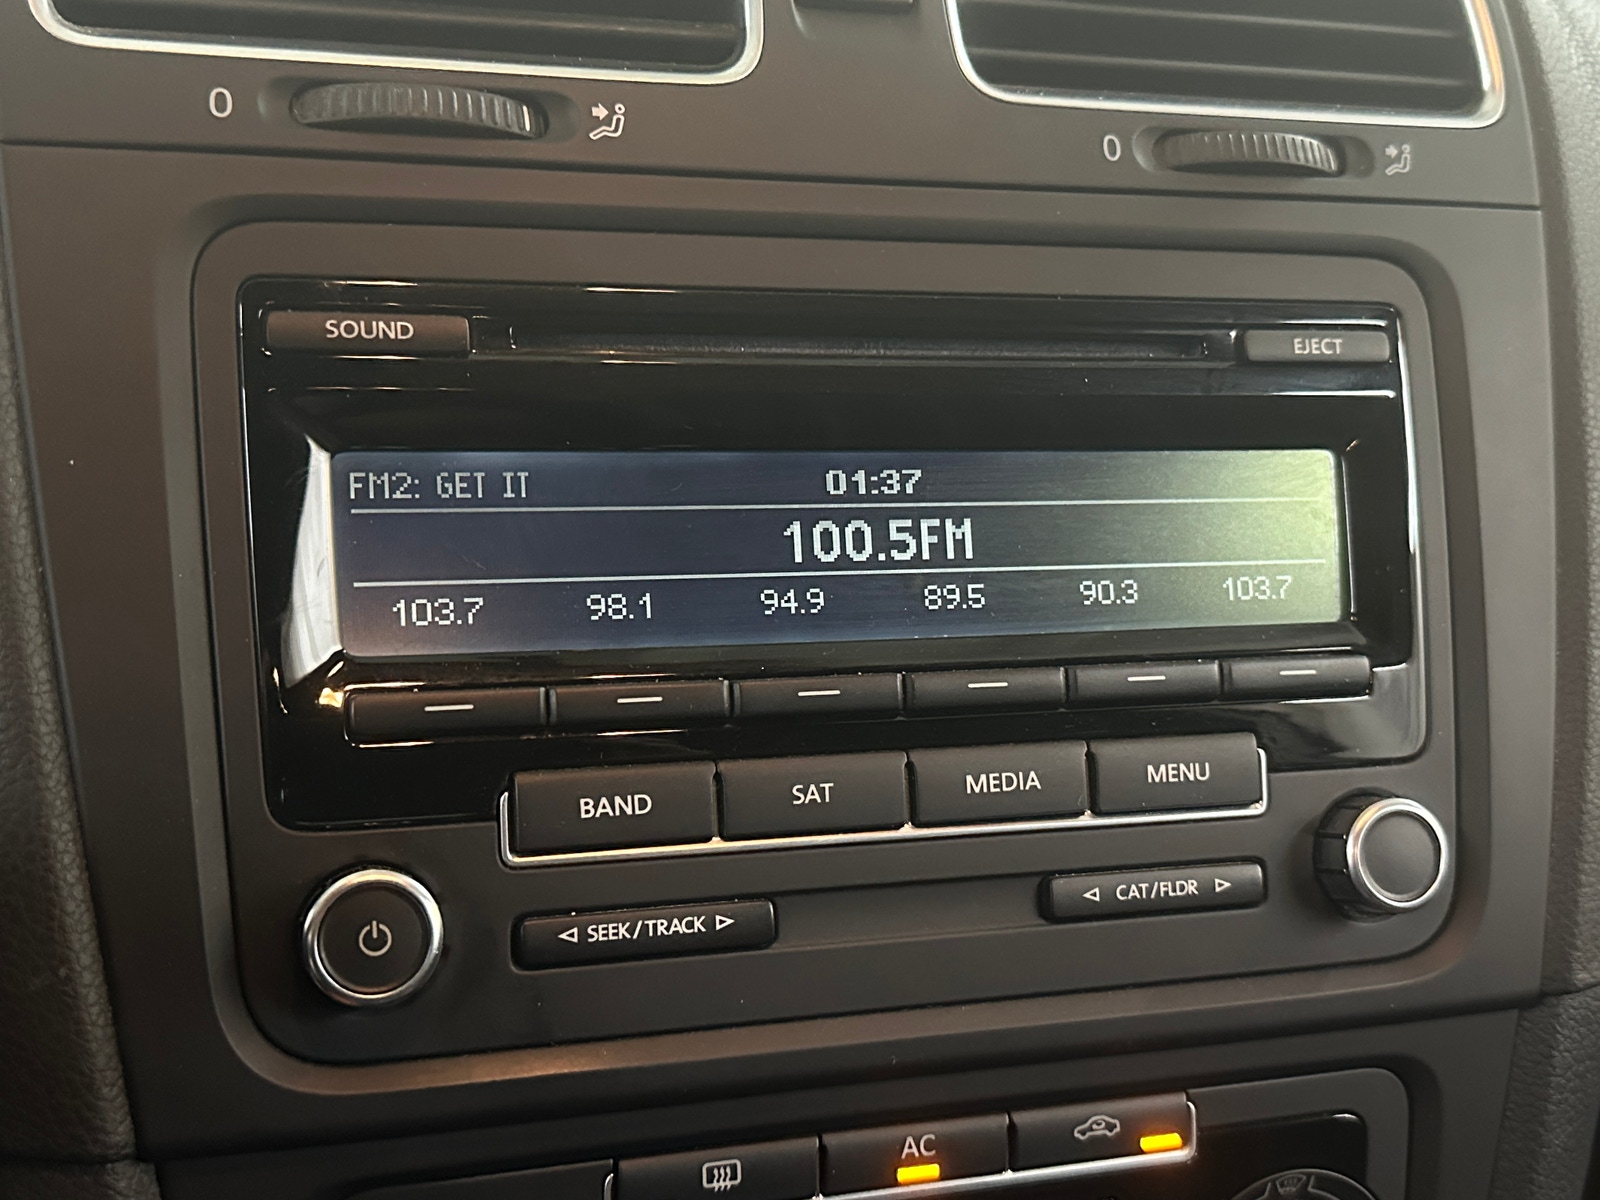 0
0
SOUND
EJECT
FM2: GET IT 01:37
100.5FM
103.7 98.1 94.9 89.5 90.3 103.7
BAND SAT MEDIA MENU
SEEK/TRACK
CAT/FLDR
AC